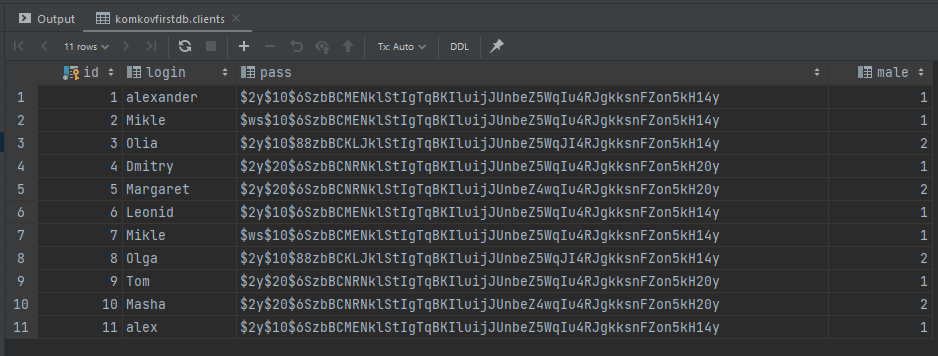 Output komkovfirstdb.clients
11 rows Tx: Auto DDL
id login pass male
1 1 alexander $2y$10$6SzbBCMENklStIgTqBKIluijJUnbeZ5WqIu4RJgkksnFZon5kH14y 1
2 2 Mikle $ws$10$6SzbBCMENklStIgTqBKIluijJUnbeZ5WqIu4RJgkksnFZon5kH14y 1
3 3 Olia $2y$10$88zbBCKLJklStIgTqBKIluijJUnbeZ5WqJI4RJgkksnFZon5kH14y 2
4 4 Dmitry $2y$20$6SzbBCNRNklStIgTqBKIluijJUnbeZ5WqIu4RJgkksnFZon5kH20y 1
5 5 Margaret $2y$20$6SzbBCNRNklStIgTqBKIluijJUnbeZ4wqIu4RJgkksnFZon5kH20y 2
6 6 Leonid $2y$10$6SzbBCMENklStIgTqBKIluijJUnbeZ5WqIu4RJgkksnFZon5kH14y 1
7 7 Mikle $ws$10$6SzbBCMENklStIgTqBKIluijJUnbeZ5WqIu4RJgkksnFZon5kH14y 1
8 8 Olga $2y$10$88zbBCKLJklStIgTqBKIluijJUnbeZ5WqJI4RJgkksnFZon5kH14y 2
9 9 Tom $2y$20$6SzbBCNRNklStIgTqBKIluijJUnbeZ5WqIu4RJgkksnFZon5kH20y 1
10 10 Masha $2y$20$6SzbBCNRNklStIgTqBKIluijJUnbeZ4wqIu4RJgkksnFZon5kH20y 2
11 11 alex $2y$10$6SzbBCMENklStIgTqBKIluijJUnbeZ5WqIu4RJgkksnFZon5kH14y 1